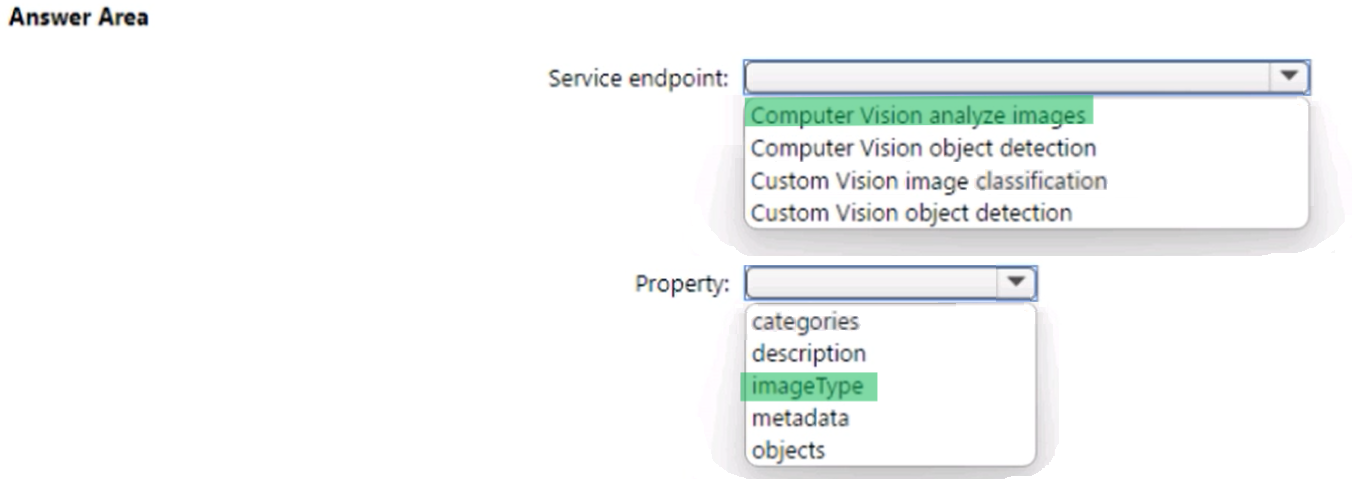 Answer Area
Service endpoint:
Computer Vision analyze images
Computer Vision object detection
Custom Vision image classification
Custom Vision object detection
Property:
categories
description
imageType
metadata
objects